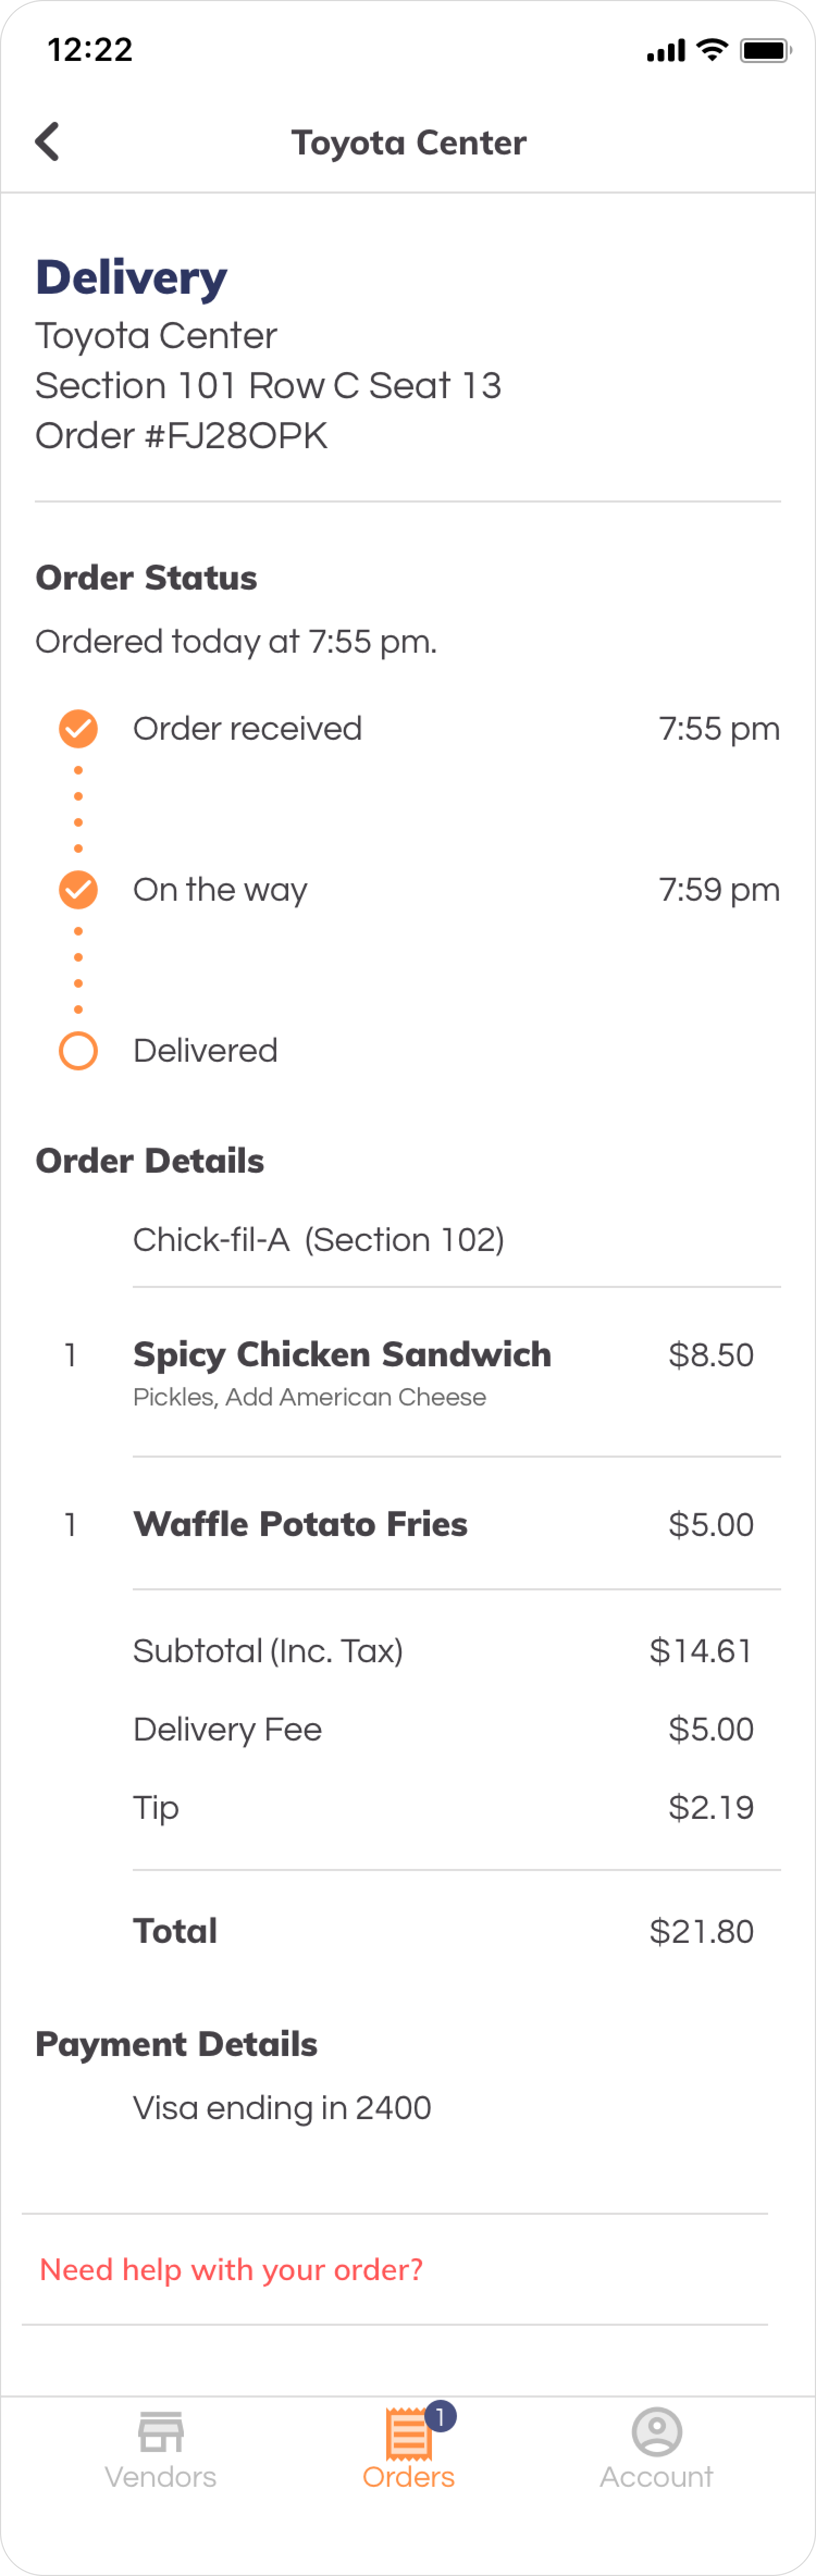 12:22
Toyota Center
Delivery
Toyota Center
Section 101 Row C Seat 13
Order #FJ28OPK
Order Status
Ordered today at 7:55 pm.
Order received 7:55 pm
On the way 7:59 pm
Delivered
Order Details
Chick-fil-A (Section 102)
1 Spicy Chicken Sandwich $8.50
Pickles, Add American Cheese
1 Waffle Potato Fries $5.00
Subtotal (Inc. Tax) $14.61
Delivery Fee $5.00
Tip $2.19
Total $21.80
Payment Details
Visa ending in 2400
Need help with your order?
1
Vendors Orders Account